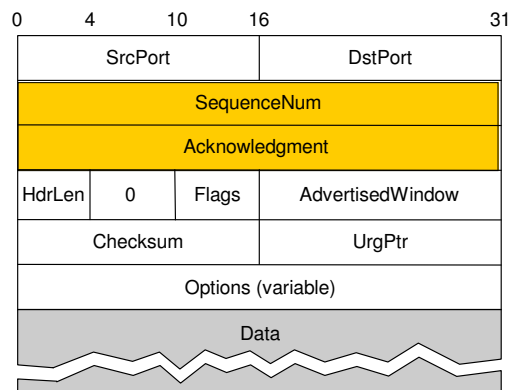 0 4 10 16 31
SrcPort DstPort
SequenceNum
Acknowledgment
HdrLen 0 Flags AdvertisedWindow
Checksum UrgPtr
Options (variable)
Data